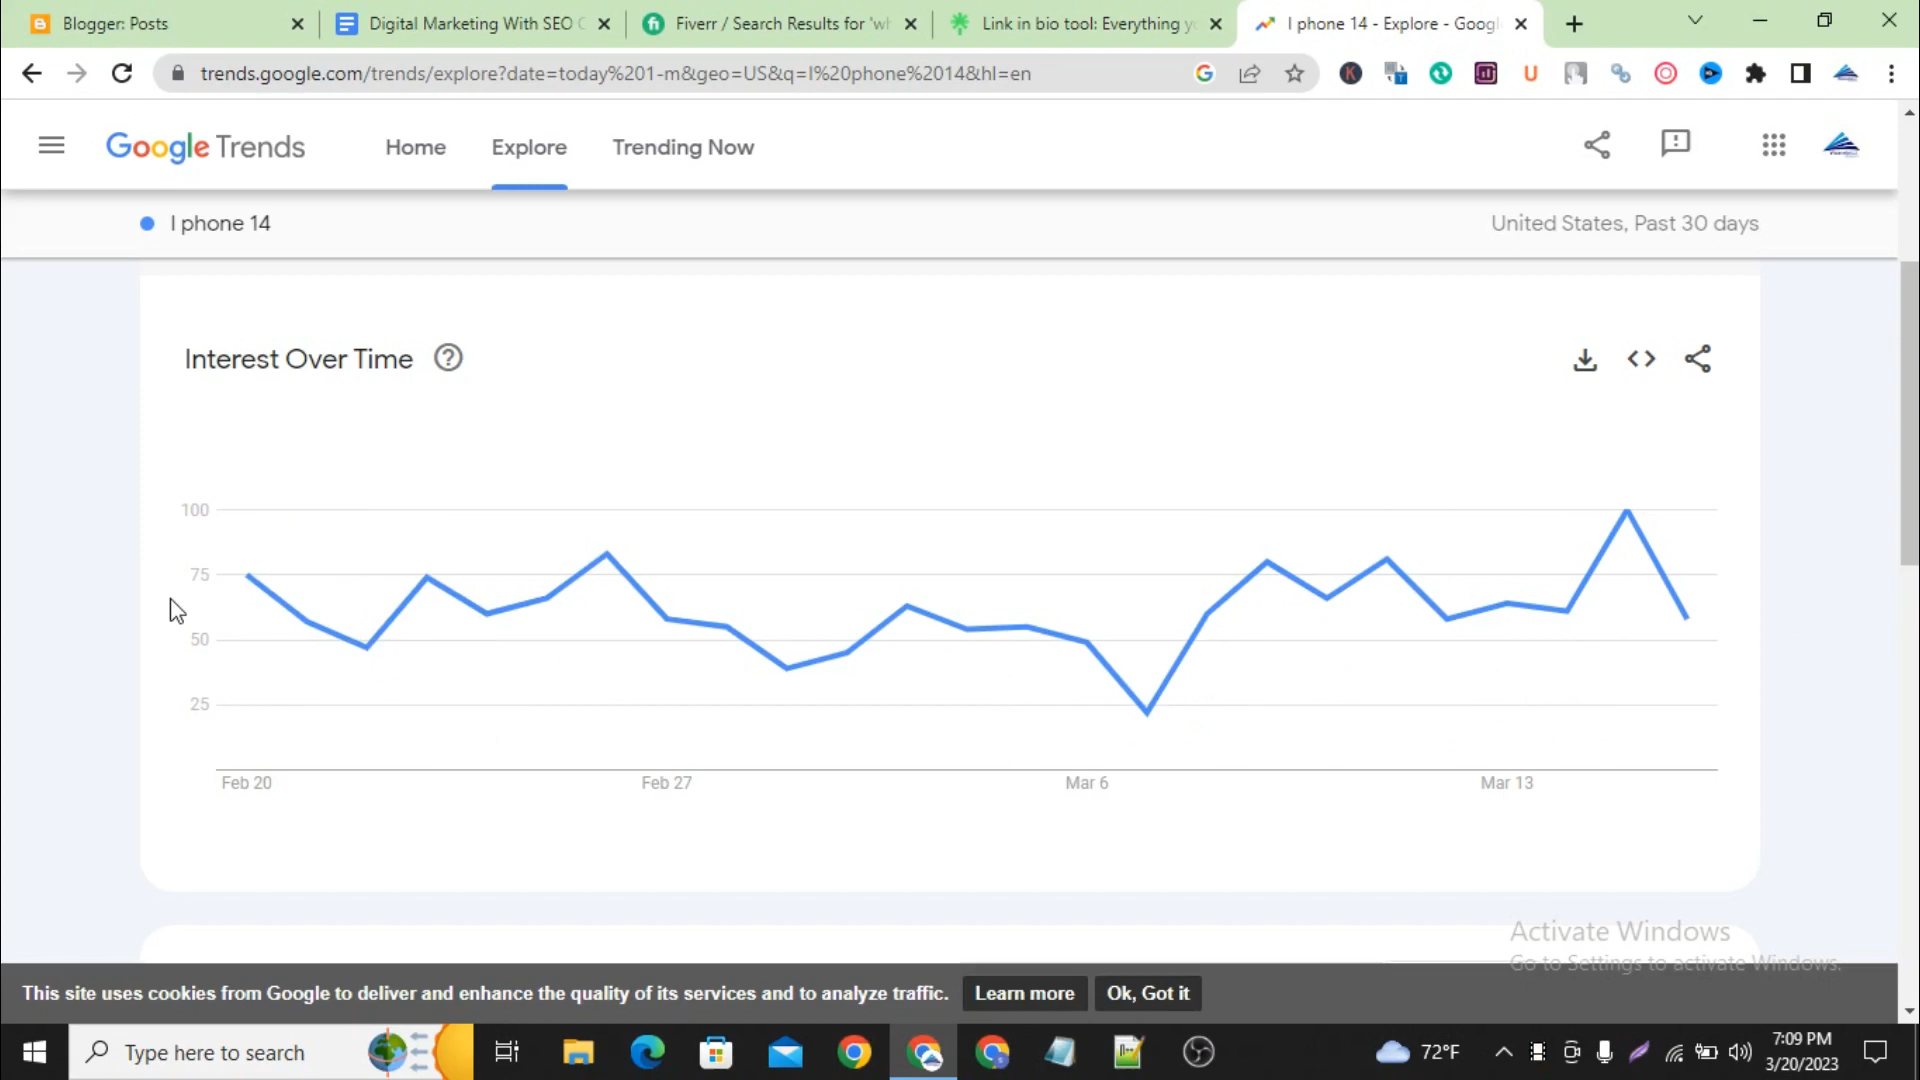 Blogger: Posts
Digital Marketing With SEO
Fiverr / Search Results for 'wh
Link in bio tool: Everything yo
I phone 14 - Explore - Googl
trends.google.com/trends/explore?date=today%201-m&geo=US&q=I%20phone%2014&hl=en
Google Trends
Home
Explore
Trending Now
I phone 14
United States, Past 30 days
Interest Over Time
100
75
50
25
Feb 20
Feb 27
Mar 6
Mar 13
Activate Windows
Go to Settings to activate Windows.
This site uses cookies from Google to deliver and enhance the quality of its services and to analyze traffic.
Learn more
Ok, Got it
Type here to search
72°F
7:09 PM
3/20/2023